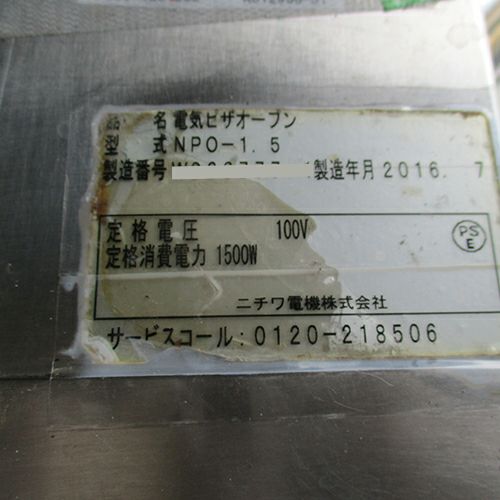 品 名 電気ピザオーブン
型 式 NPO-1.5
製造番号 製造年月 2016. 7
定格電圧 100V
定格消費電力 1500W
PS
E
ニチワ電機株式会社
サービスコール:0120-218506